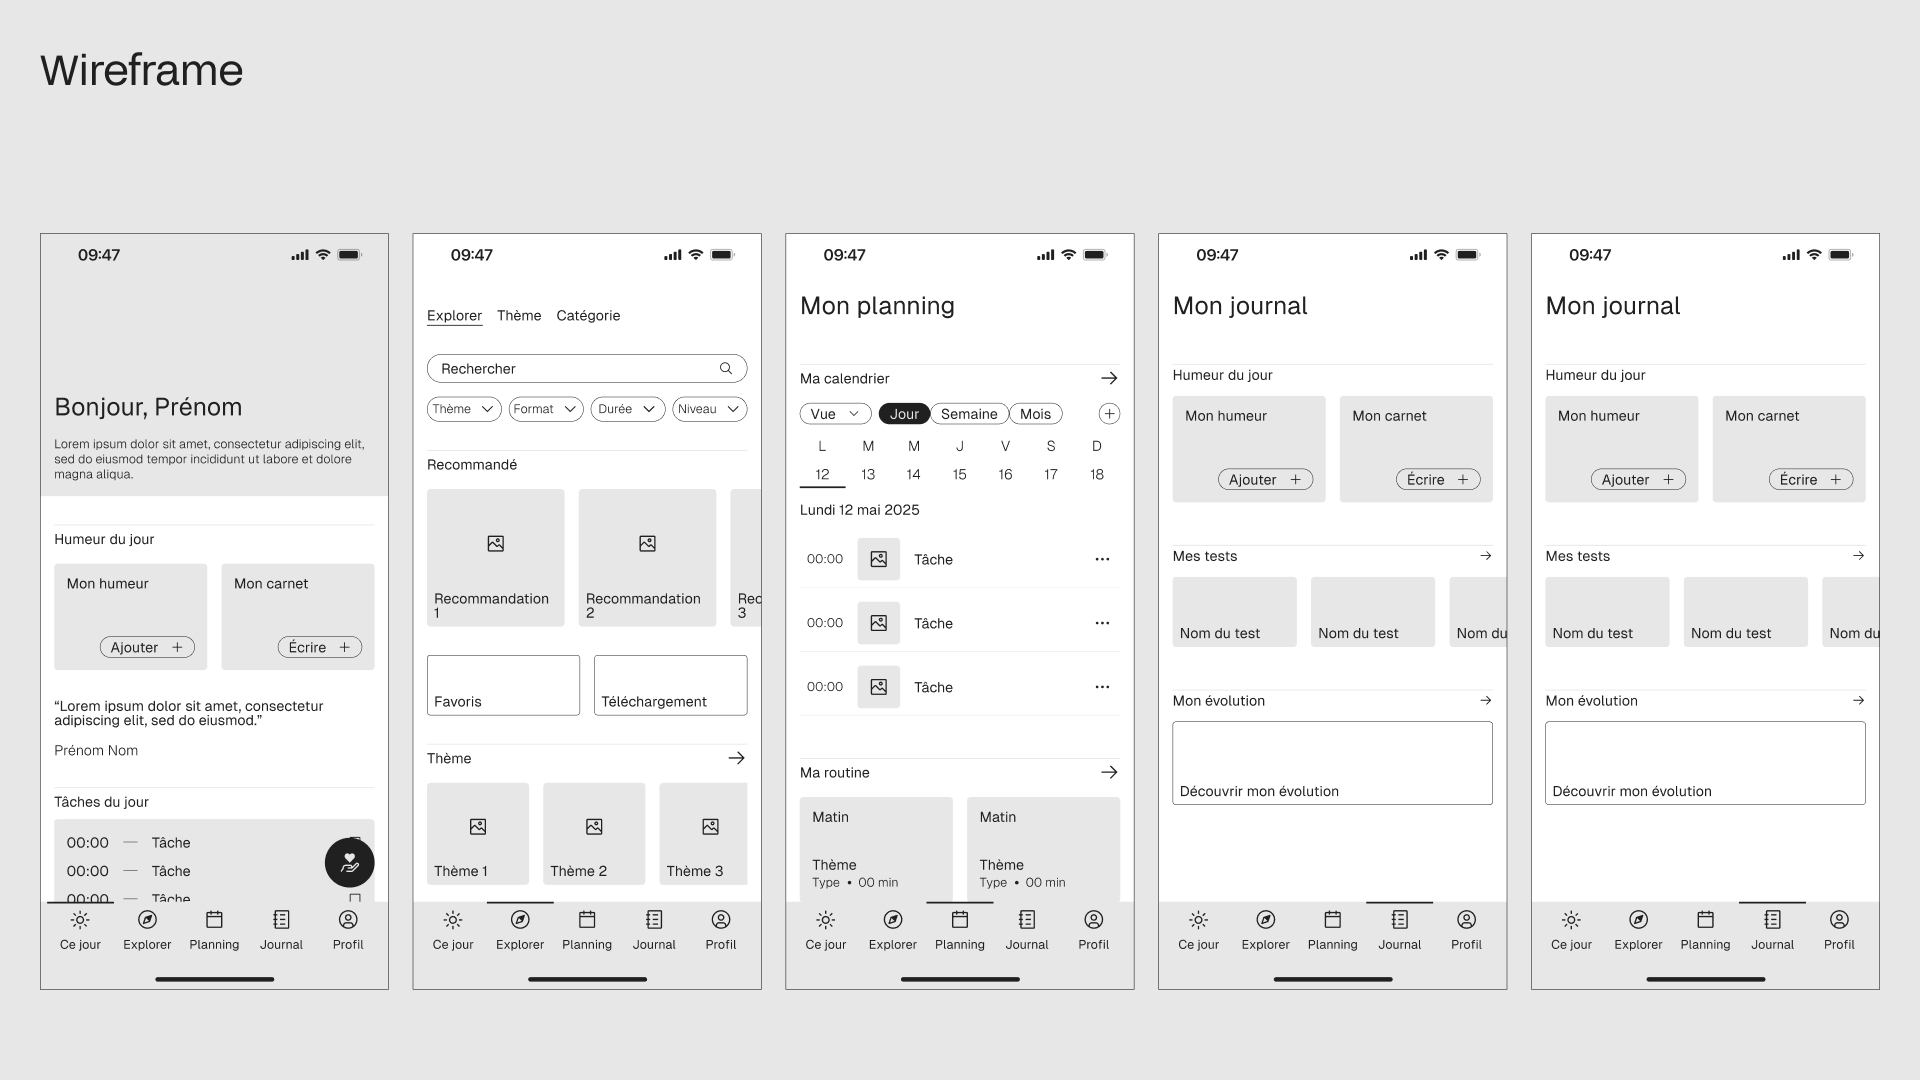 Wireframe
09:47
Bonjour, Prénom
Lorem ipsum dolor sit amet, consectetur adipiscing elit,
sed do eiusmod tempor incididunt ut labore et dolore
magna aliqua.
Humeur du jour
Mon humeur
Ajouter
Mon carnet
Écrire
“Lorem ipsum dolor sit amet, consectetur
adipiscing elit, sed do eiusmod.”
Prénom Nom
Tâches du jour
00:00 — Tâche
00:00 — Tâche
00:00 — Tâche
Ce jour Explorer Planning Journal Profil
09:47
Explorer Thème Catégorie
Rechercher
Thème Format Durée Niveau
Recommandé
Recommandation
1
Recommandation
2
Rec
3
Favoris Téléchargement
Thème
Thème 1 Thème 2 Thème 3
Ce jour Explorer Planning Journal Profil
09:47
Mon planning
Ma calendrier
Vue Jour Semaine Mois
L M M J V S D
12 13 14 15 16 17 18
Lundi 12 mai 2025
00:00 Tâche
00:00 Tâche
00:00 Tâche
Ma routine
Matin
Thème
Type • 00 min
Matin
Thème
Type • 00 min
Ce jour Explorer Planning Journal Profil
09:47
Mon journal
Humeur du jour
Mon humeur
Ajouter
Mon carnet
Écrire
Mes tests
Nom du test Nom du test Nom du
Mon évolution
Découvrir mon évolution
Ce jour Explorer Planning Journal Profil
09:47
Mon journal
Humeur du jour
Mon humeur
Ajouter
Mon carnet
Écrire
Mes tests
Nom du test Nom du test Nom du
Mon évolution
Découvrir mon évolution
Ce jour Explorer Planning Journal Profil